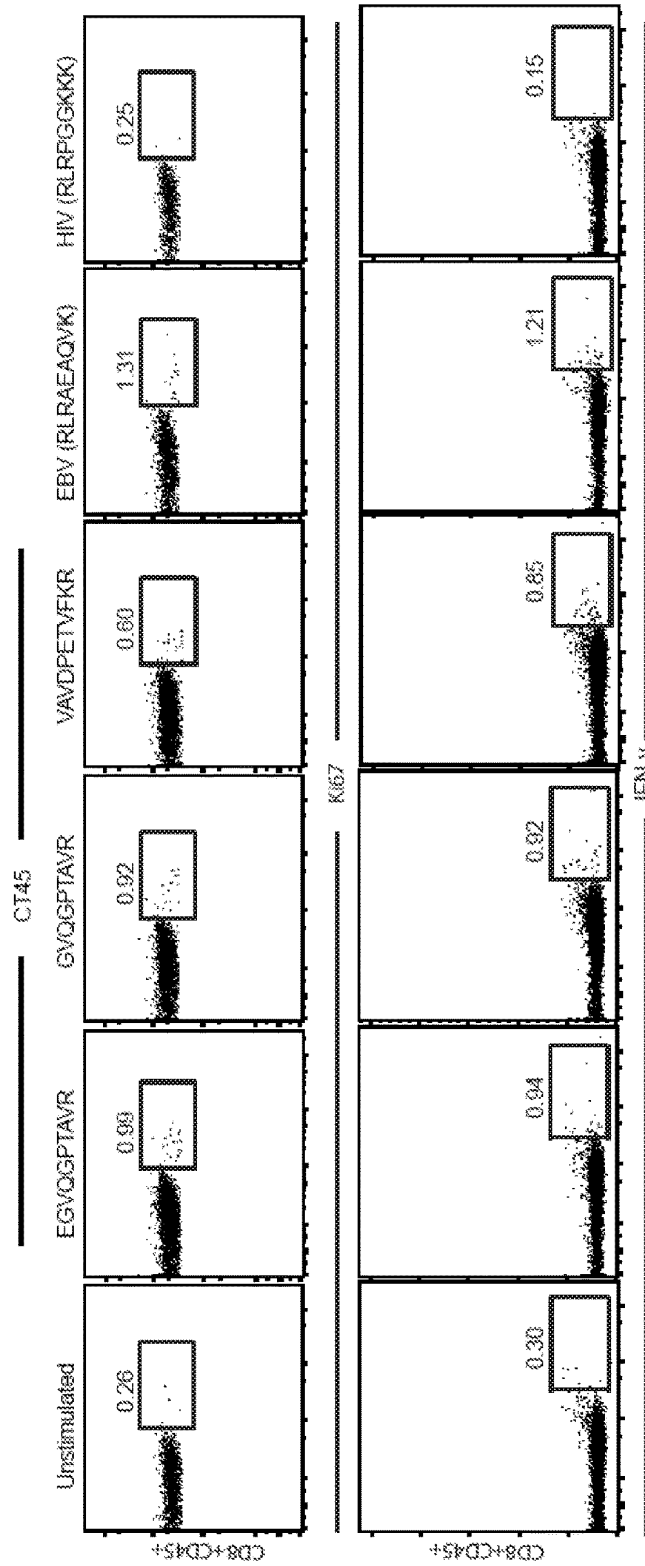 CT45
Unstimulated EGVQGPTAVR GVQGPTAVR VAVDPETVFKR EBV (RLRAEAQVK) HIV (RLRPGGKKK)
CD8+CD45+ 0.26 0.99 0.92 0.60 1.31 0.25
Ki67
CD8+CD45+ 0.30 0.94 0.92 0.85 1.21 0.15
IFN-γ